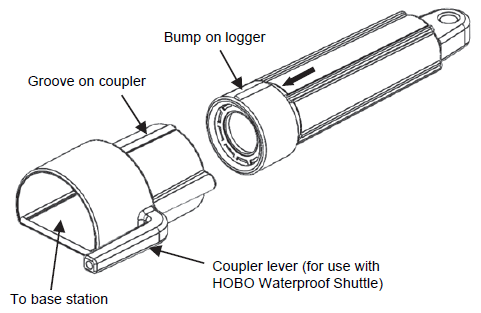 Bump on logger
Groove on coupler
Coupler lever (for use with
HOBO Waterproof Shuttle)
To base station